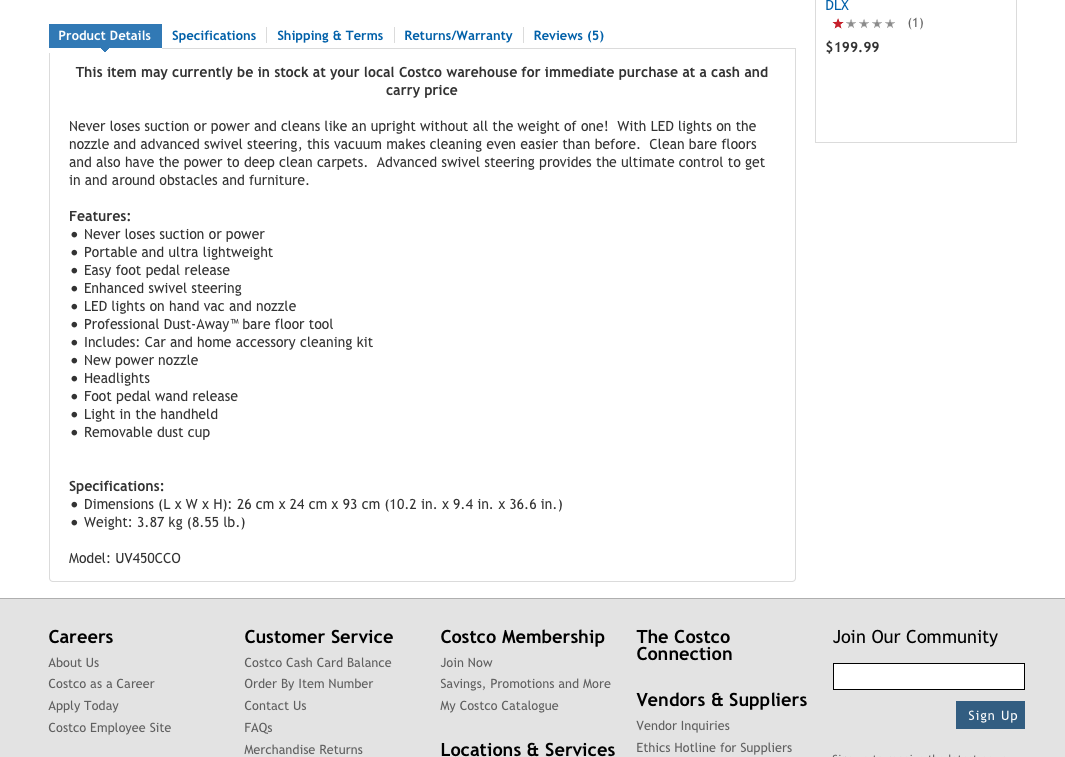 DLX
(1)
$199.99
Product Details
Specifications
Shipping & Terms
Returns/Warranty
Reviews (5)
This item may currently be in stock at your local Costco warehouse for immediate purchase at a cash and
carry price
Never loses suction or power and cleans like an upright without all the weight of one!  With LED lights on the
nozzle and advanced swivel steering, this vacuum makes cleaning even easier than before.  Clean bare floors
and also have the power to deep clean carpets.  Advanced swivel steering provides the ultimate control to get
in and around obstacles and furniture.
Features:
• Never loses suction or power
• Portable and ultra lightweight
• Easy foot pedal release
• Enhanced swivel steering
• LED lights on hand vac and nozzle
• Professional Dust-Away™ bare floor tool
• Includes: Car and home accessory cleaning kit
• New power nozzle
• Headlights
• Foot pedal wand release
• Light in the handheld
• Removable dust cup
Specifications:
• Dimensions (L x W x H): 26 cm x 24 cm x 93 cm (10.2 in. x 9.4 in. x 36.6 in.)
• Weight: 3.87 kg (8.55 lb.)
Model: UV450CCO
Careers
About Us
Costco as a Career
Apply Today
Costco Employee Site
Customer Service
Costco Cash Card Balance
Order By Item Number
Contact Us
FAQs
Merchandise Returns
Costco Membership
Join Now
Savings, Promotions and More
My Costco Catalogue
Locations & Services
The Costco
Connection
Vendors & Suppliers
Vendor Inquiries
Ethics Hotline for Suppliers
Join Our Community
Sign Up